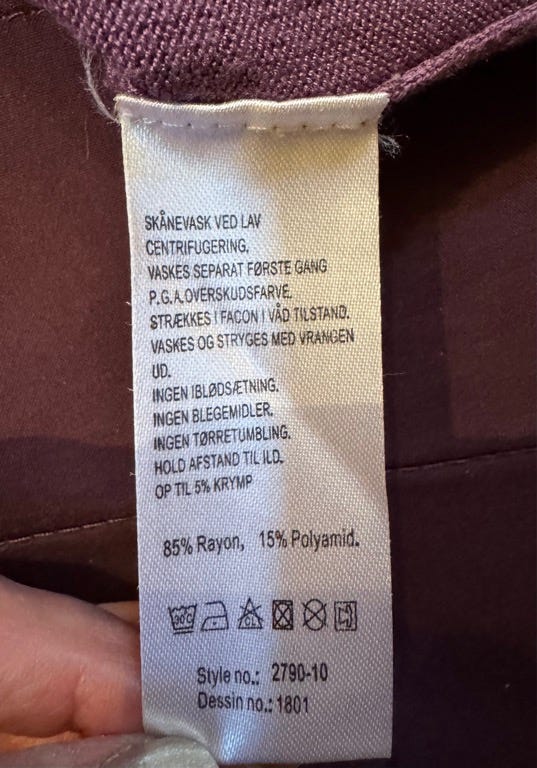 SKÅNEVASK VED LAV
CENTRIFUGERING.
VASKES SEPARAT FØRSTE GANG
P.G.A.OVERSKUDSFARVE.
STRÆKKES I FACON I VÅD TILSTAND.
VASKES OG STRYGES MED VRANGEN
UD.
INGEN IBLØDSÆTNING.
INGEN BLEGEMIDLER.
INGEN TØRRETUMBLING.
HOLD AFSTAND TIL ILD.
OP TIL 5% KRYMP
85% Rayon, 15% Polyamid.
30°C CL
Style no.: 2790-10
Dessin no.: 1801